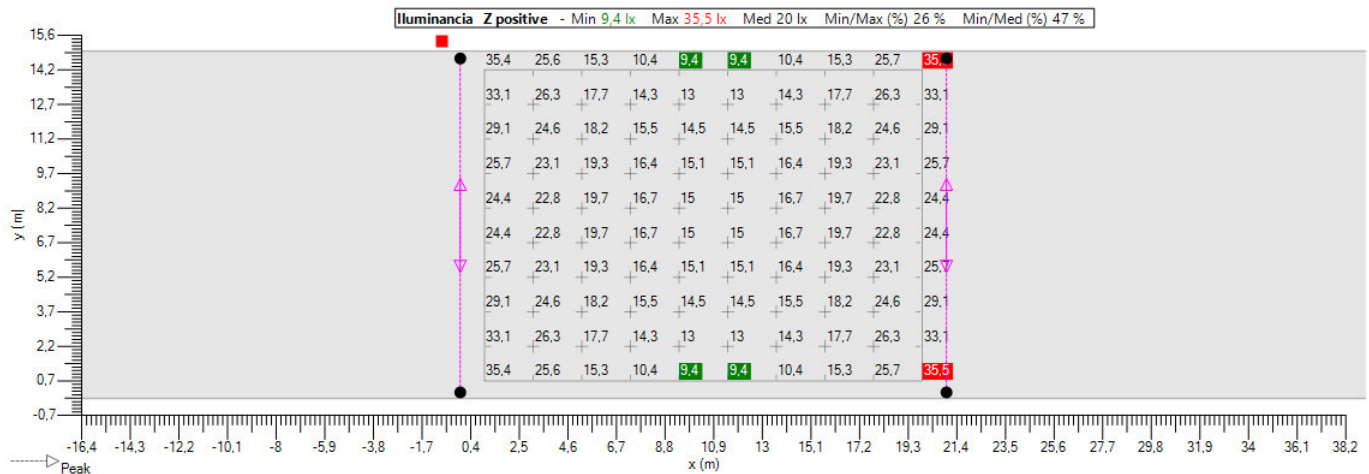 Iluminancia Z positive - Min 9,4 lx Max 35,5 lx Med 20 lx Min/Max (%) 26 % Min/Med (%) 47 %
15,6
35,4 25,6 15,3 10,4 9,4 9,4 10,4 15,3 25,7
14,2
33,1 26,3 17,7 14,3 13 13 14,3 17,7 26,3 33,1
12,7
29,1 24,6 18,2 15,5 14,5 14,5 15,5 18,2 24,6 29,1
11,2
25,7 23,1 19,3 16,4 15,1 15,1 16,4 19,3 23,1 25,7
9,7
24,4 22,8 19,7 16,7 15 15 16,7 19,7 22,8 24,4
8,2
24,4 22,8 19,7 16,7 15 15 16,7 19,7 22,8 24,4
6,7
25,7 23,1 19,3 16,4 15,1 15,1 16,4 19,3 23,1
5,2
29,1 24,6 18,2 15,5 14,5 14,5 15,5 18,2 24,6 29,1
3,7
33,1 26,3 17,7 14,3 13 13 14,3 17,7 26,3 33,1
2,2
35,4 25,6 15,3 10,4 9,4 9,4 10,4 15,3 25,7 35,5
0,7
-0,7
y (m)
-16,4 -14,3 -12,2 -10,1 -8 -5,9 -3,8 -1,7 0,4 2,5 4,6 6,7 8,8 10,9 13 15,1 17,2 19,3 21,4 23,5 25,6 27,7 29,8 31,9 34 36,1 38,2
x (m)
Peak